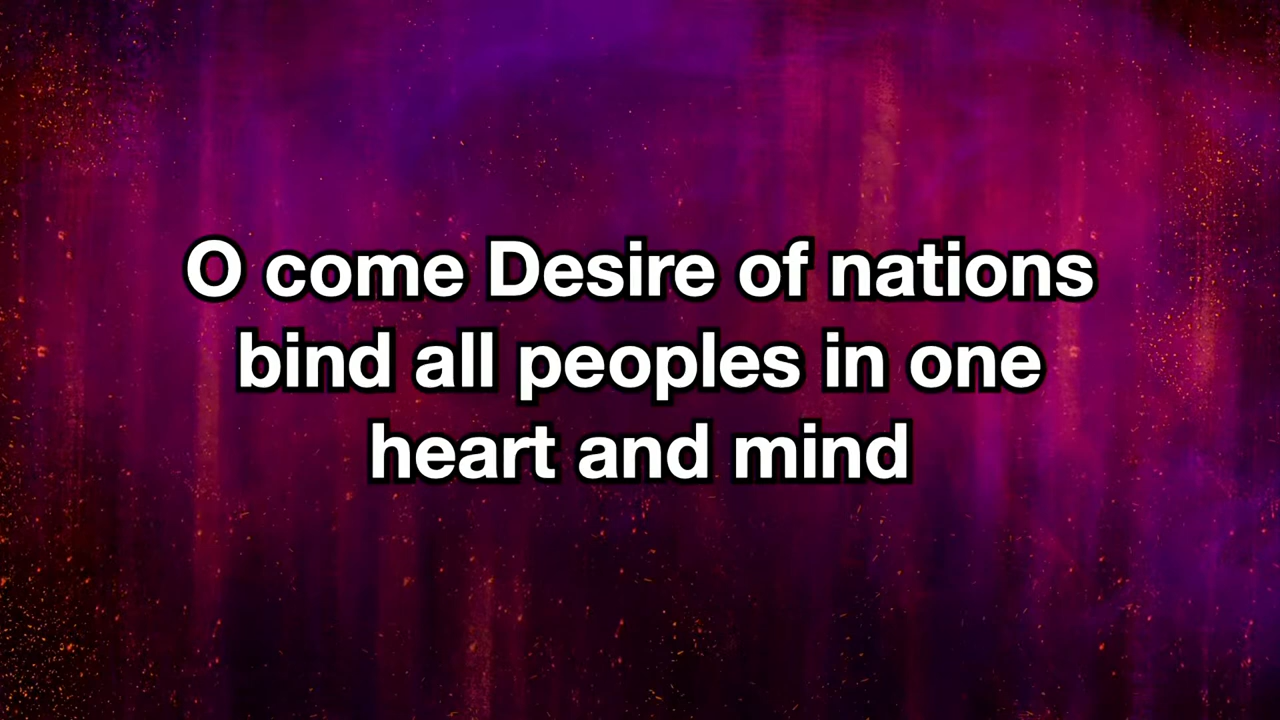 O come Desire of nations
bind all peoples in one
heart and mind